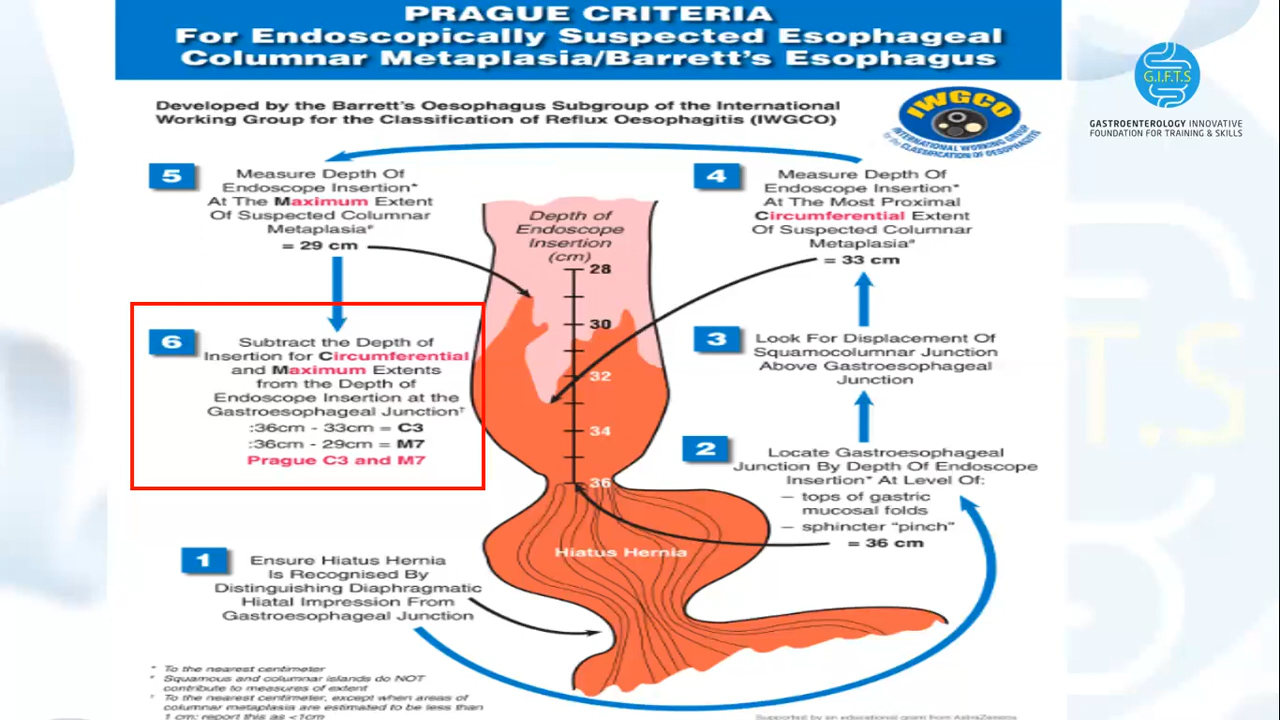 PRAGUE CRITERIA
For Endoscopically Suspected Esophageal
Columnar Metaplasia/Barrett's Esophagus
G.I.F.T.S
GASTROENTEROLOGY INNOVATIVE
FOUNDATION FOR TRAINING & SKILLS
Developed by the Barrett's Oesophagus Subgroup of the International
Working Group for the Classification of Reflux Oesophagitis (IWGCO)
IWGCO
INTERNATIONAL WORKING GROUP
for the CLASSIFICATION OF OESOPHAGITIS
5
Measure Depth Of
Endoscope Insertion*
At The Maximum Extent
Of Suspected Columnar
Metaplasia*
= 29 cm
4
Measure Depth Of
Endoscope Insertion*
At The Most Proximal
Circumferential Extent
Of Suspected Columnar
Metaplasia*
= 33 cm
Depth of
Endoscope
Insertion
(cm)
28
30
32
34
36
6
Subtract the Depth of
Insertion for Circumferential
and Maximum Extents
from the Depth of
Endoscope Insertion at the
Gastroesophageal Junction†
:36cm - 33cm = C3
:36cm - 29cm = M7
Prague C3 and M7
3
Look For Displacement Of
Squamocolumnar Junction
Above Gastroesophageal
Junction
2
Locate Gastroesophageal
Junction By Depth Of Endoscope
Insertion* At Level Of:
– tops of gastric
mucosal folds
– sphincter "pinch"
= 36 cm
Hiatus Hernia
1
Ensure Hiatus Hernia
Is Recognised By
Distinguishing Diaphragmatic
Hiatal Impression From
Gastroesophageal Junction
* To the nearest centimeter
* Squamous and columnar islands do NOT
contribute to measures of extent
† To the nearest centimeter, except when areas of
columnar metaplasia are estimated to be less than
1 cm: report this as <1cm
Supported by an educational grant from AstraZeneca